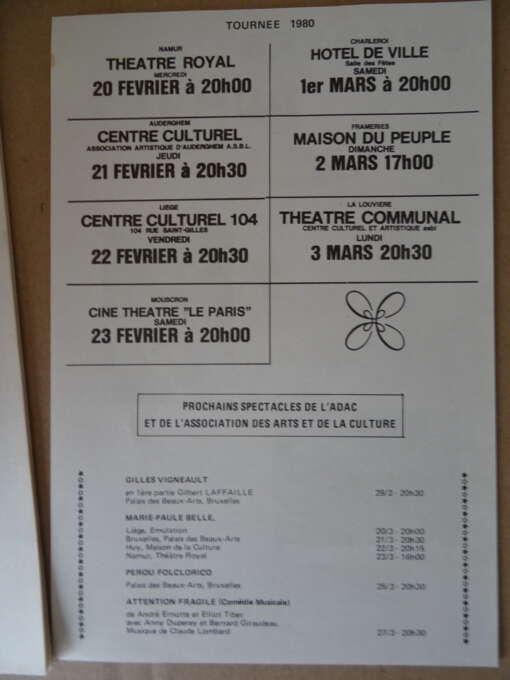 TOURNEE 1980
NAMUR
THEATRE ROYAL
MERCREDI
20 FEVRIER à 20h00
AUDERGHEM
CENTRE CULTUREL
ASSOCIATION ARTISTIQUE D'AUDERGHEM A.S.B.L.
JEUDI
21 FEVRIER à 20h30
LIEGE
CENTRE CULTUREL 104
104 RUE SAINT-GILLES
VENDREDI
22 FEVRIER à 20h30
MOUSCRON
CINE THEATRE "LE PARIS"
SAMEDI
23 FEVRIER à 20h00
CHARLEROI
HOTEL DE VILLE
Salle des Fêtes
SAMEDI
1er MARS à 20h00
FRAMERIES
MAISON DU PEUPLE
DIMANCHE
2 MARS 17h00
LA LOUVIERE
THEATRE COMMUNAL
CENTRE CULTUREL ET ARTISTIQUE asbl
LUNDI
3 MARS 20h30
PROCHAINS SPECTACLES DE L'ADAC
ET DE L'ASSOCIATION DES ARTS ET DE LA CULTURE
GILLES VIGNEAULT
en 1ère partie Gilbert LAFFAILLE 29/2 - 20h30
Palais des Beaux-Arts, Bruxelles
MARIE-PAULE BELLE,
Liège, Emulation 20/3 - 20h00
Bruxelles, Palais des Beaux-Arts 21/3 - 20h30
Huy, Maison de la Culture 22/3 - 20h15
Namur, Théâtre Royal 23/3 - 16h00
PEROU FOLCLORICO
Palais des Beaux-Arts, Bruxelles 25/3 - 20h30
ATTENTION FRAGILE (Comédie Musicale)
de André Ernotte et Elliot Tiber
avec Anny Duperey et Bernard Giraudeau
Musique de Claude Lombard 27/3 - 20h30